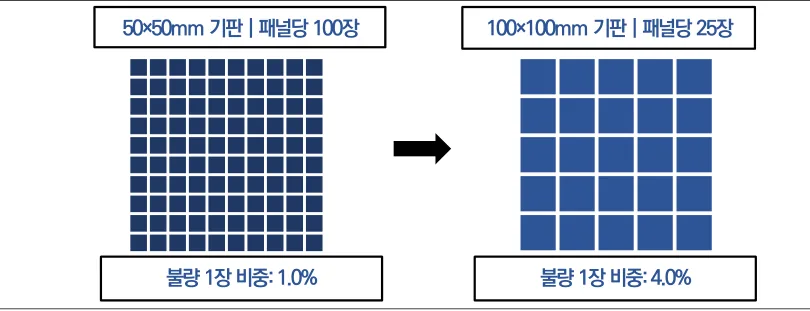 50×50mm 기판 | 패널당 100장
100×100mm 기판 | 패널당 25장
불량 1장 비중: 1.0%
불량 1장 비중: 4.0%